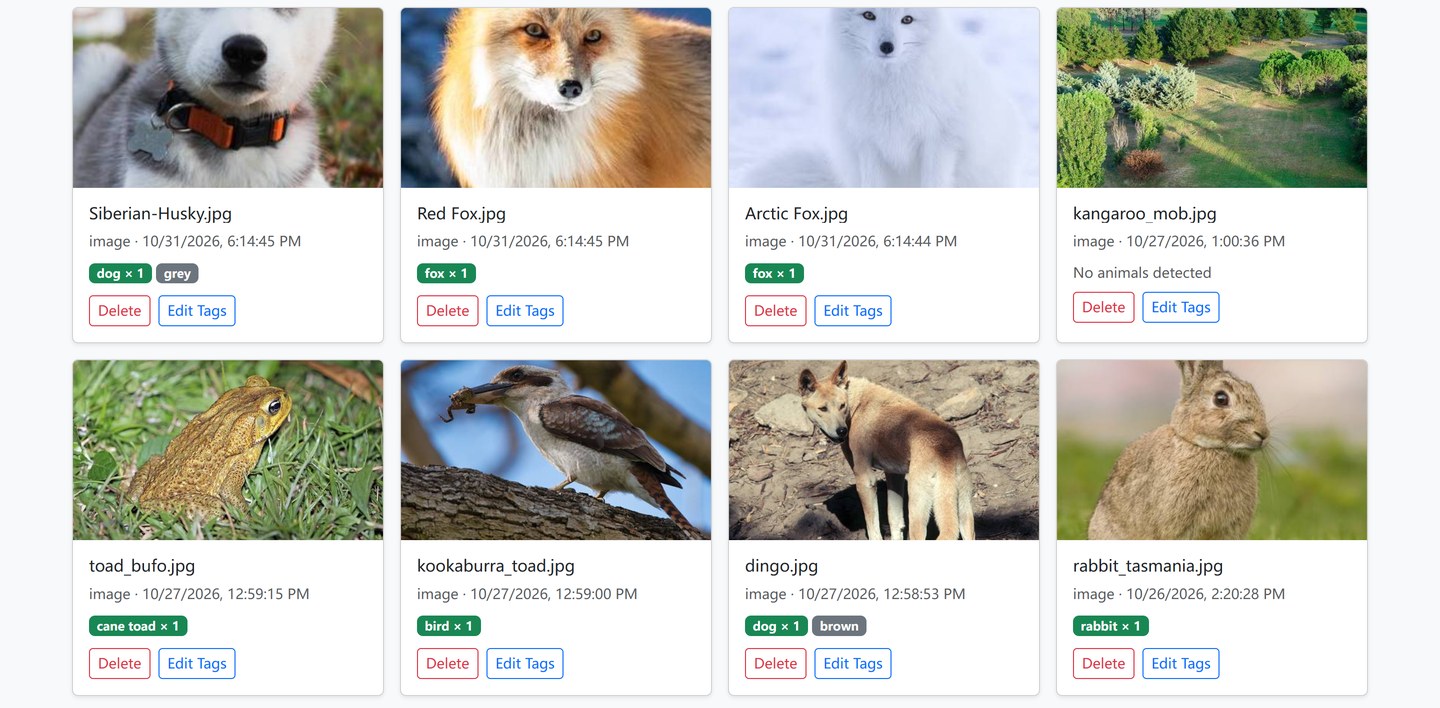 Siberian-Husky.jpg
image · 10/31/2026, 6:14:45 PM
dog × 1 grey
Delete Edit Tags
Red Fox.jpg
image · 10/31/2026, 6:14:45 PM
fox × 1
Delete Edit Tags
Arctic Fox.jpg
image · 10/31/2026, 6:14:44 PM
fox × 1
Delete Edit Tags
kangaroo_mob.jpg
image · 10/27/2026, 1:00:36 PM
No animals detected
Delete Edit Tags
toad_bufo.jpg
image · 10/27/2026, 12:59:15 PM
cane toad × 1
Delete Edit Tags
kookaburra_toad.jpg
image · 10/27/2026, 12:59:00 PM
bird × 1
Delete Edit Tags
dingo.jpg
image · 10/27/2026, 12:58:53 PM
dog × 1 brown
Delete Edit Tags
rabbit_tasmania.jpg
image · 10/26/2026, 2:20:28 PM
rabbit × 1
Delete Edit Tags